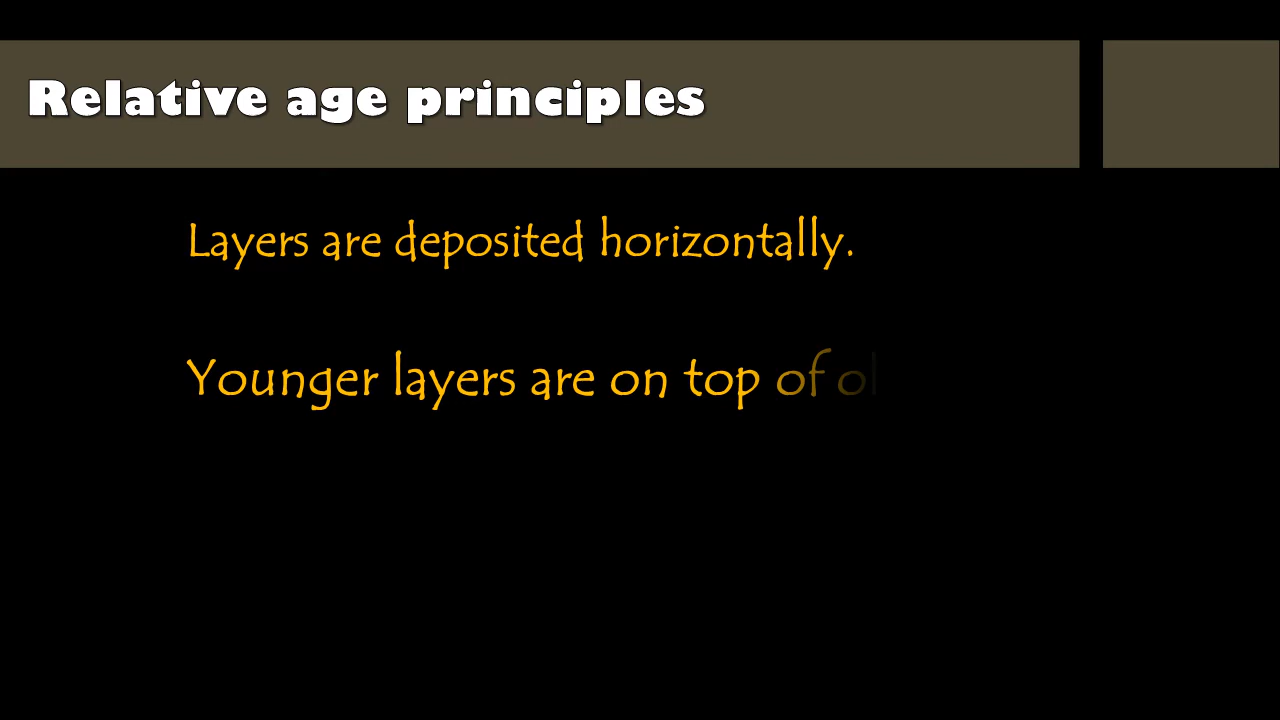 Relative age principles
Layers are deposited horizontally.
Younger layers are on top of